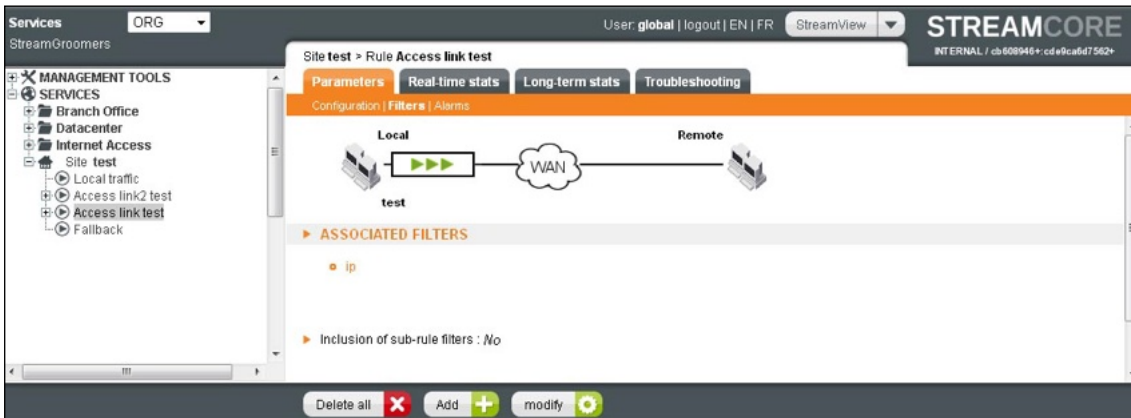 Services
ORG
StreamGroomers
User: global | logout | EN | FR
StreamView
STREAMCORE
INTERNAL / cb608946+:cde9ca6d7562+
MANAGEMENT TOOLS
SERVICES
Branch Office
Datacenter
Internet Access
Site test
Local traffic
Access link2 test
Access link test
Fallback
Site test > Rule Access link test
Parameters
Real-time stats
Long-term stats
Troubleshooting
Configuration | Filters | Alarms
Local
Remote
WAN
test
ASSOCIATED FILTERS
ip
Inclusion of sub-rule filters : No
Delete all
Add
modify